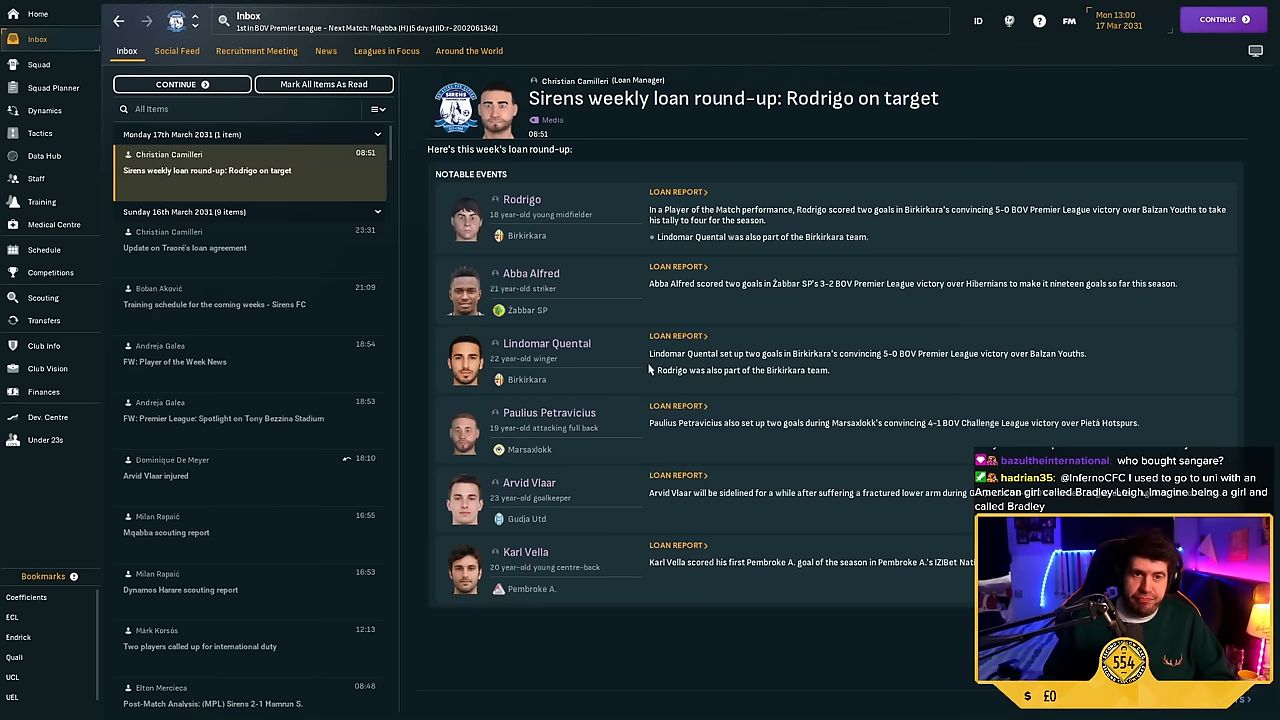 Home
Inbox
Squad
Squad Planner
Dynamics
Tactics
Data Hub
Staff
Training
Medical Centre
Schedule
Competitions
Scouting
Transfers
Club Info
Club Vision
Finances
Dev. Centre
Under 23s
Bookmarks
Coefficients
ECL
Endrick
Quali
UCL
UEL
Inbox
1st in BOV Premier League - Next Match: Mqabba (H) (5 days) (ID:r-2002061342)
ID
FM
Mon 13:00
17 Mar 2031
CONTINUE
Inbox
Social Feed
Recruitment Meeting
News
Leagues in Focus
Around the World
CONTINUE
Mark All Items As Read
All Items
Monday 17th March 2031 (1 item)
Christian Camilleri 08:51
Sirens weekly loan round-up: Rodrigo on target
Sunday 16th March 2031 (9 items)
Christian Camilleri 23:31
Update on Traoré's loan agreement
Boban Aković 21:09
Training schedule for the coming weeks - Sirens FC
Andreja Galea 18:54
FW: Player of the Week News
Andreja Galea 18:53
FW: Premier League: Spotlight on Tony Bezzina Stadium
Dominique De Meyer 18:10
Arvid Vlaar injured
Milan Rapaić 16:55
Mqabba scouting report
Milan Rapaić 16:53
Dynamos Harare scouting report
Márk Korsós 12:13
Two players called up for international duty
Elton Mercieca 08:48
Post-Match Analysis: (MPL) Sirens 2-1 Ħamrun S.
SIRENS
Christian Camilleri (Loan Manager)
Sirens weekly loan round-up: Rodrigo on target
Media
08:51
Here's this week's loan round-up:
NOTABLE EVENTS
Rodrigo
18 year-old young midfielder
Birkirkara
LOAN REPORT
In a Player of the Match performance, Rodrigo scored two goals in Birkirkara's convincing 5-0 BOV Premier League victory over Balzan Youths to take
his tally to four for the season.
Lindomar Quental was also part of the Birkirkara team.
Abba Alfred
21 year-old striker
Żabbar SP
LOAN REPORT
Abba Alfred scored two goals in Żabbar SP's 3-2 BOV Premier League victory over Hibernians to make it nineteen goals so far this season.
Lindomar Quental
22 year-old winger
Birkirkara
LOAN REPORT
Lindomar Quental set up two goals in Birkirkara's convincing 5-0 BOV Premier League victory over Balzan Youths.
Rodrigo was also part of the Birkirkara team.
Paulius Petravicius
19 year-old attacking full back
Marsaxlokk
LOAN REPORT
Paulius Petravicius also set up two goals during Marsaxlokk's convincing 4-1 BOV Challenge League victory over Pietà Hotspurs.
Arvid Vlaar
23 year-old goalkeeper
Gudja Utd
LOAN REPORT
Arvid Vlaar will be sidelined for a while after suffering a fractured lower arm during
Karl Vella
20 year-old young centre-back
Pembroke A.
LOAN REPORT
Karl Vella scored his first Pembroke A. goal of the season in Pembroke A.'s IZIBet
bazultheinternational: who bought sangare?
hadrian35: @InfernoCFC I used to go to uni with an
American girl called Bradley-Leigh. Imagine being a girl and
called Bradley
554
$ £0